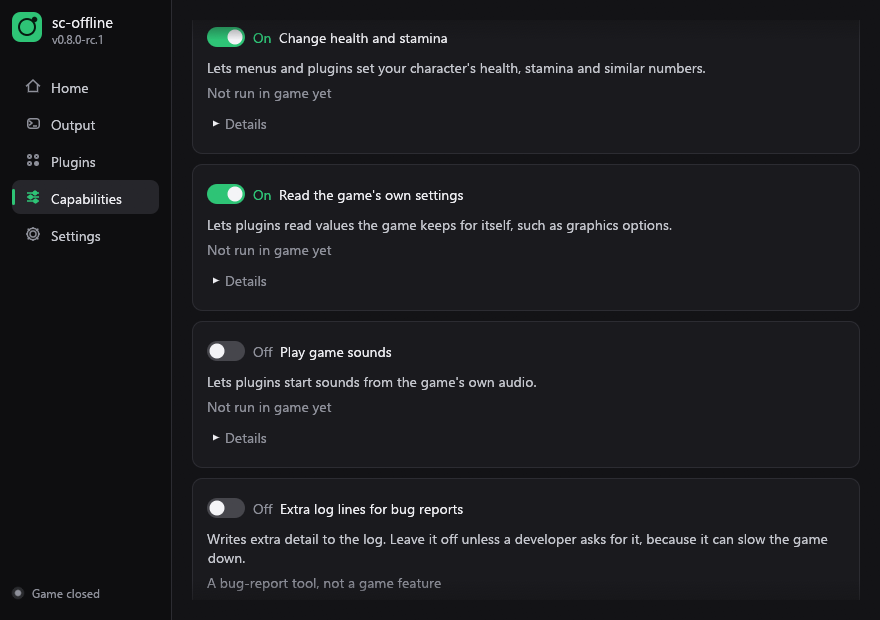 sc-offline
v0.8.0-rc.1
Home
Output
Plugins
Capabilities
Settings
Game closed
On Change health and stamina
Lets menus and plugins set your character's health, stamina and similar numbers.
Not run in game yet
Details
On Read the game's own settings
Lets plugins read values the game keeps for itself, such as graphics options.
Not run in game yet
Details
Off Play game sounds
Lets plugins start sounds from the game's own audio.
Not run in game yet
Details
Off Extra log lines for bug reports
Writes extra detail to the log. Leave it off unless a developer asks for it, because it can slow the game
down.
A bug-report tool, not a game feature